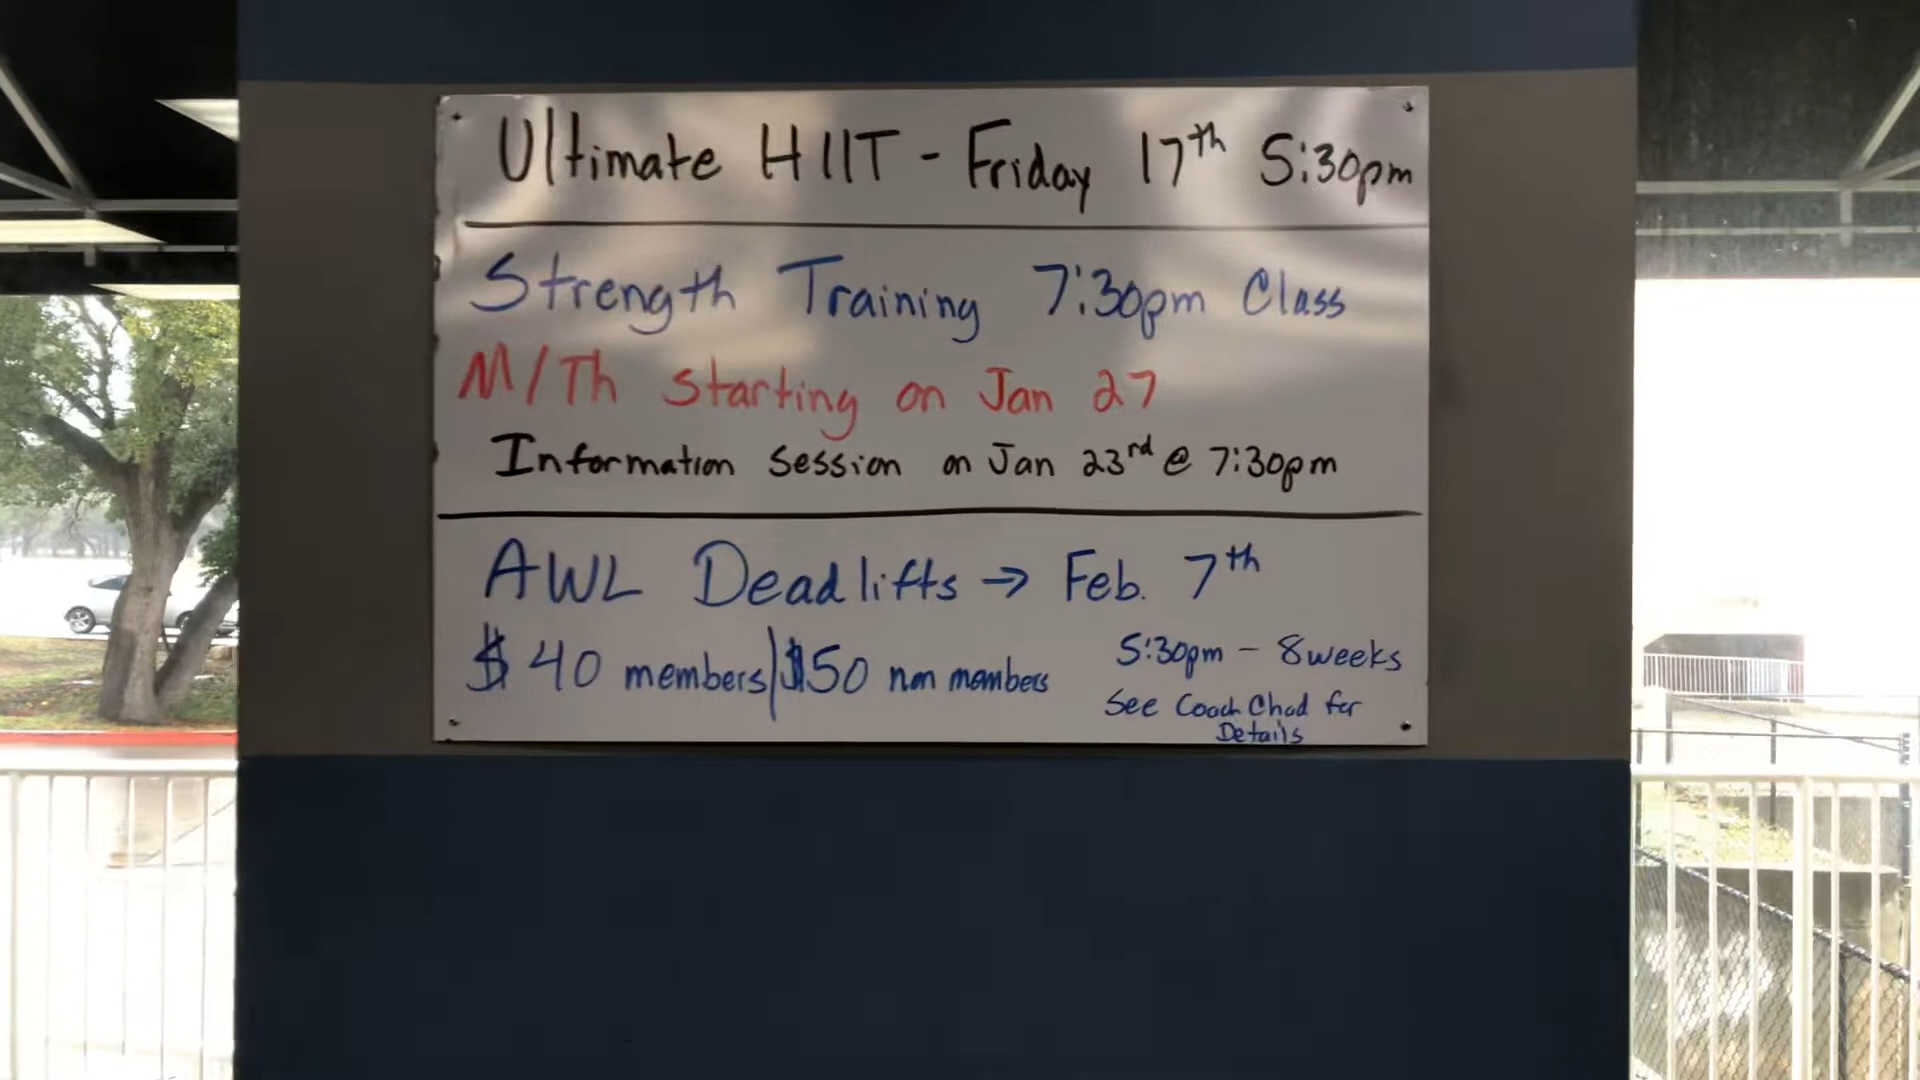 Ultimate HIIT - Friday 17th 5:30pm
Strength Training 7:30pm Class
M/Th Starting on Jan 27
Information Session on Jan 23rd @ 7:30pm
AWL Deadlifts → Feb. 7th
$40 members/$50 non members
5:30pm - 8 weeks
See Coach Chad for
Details